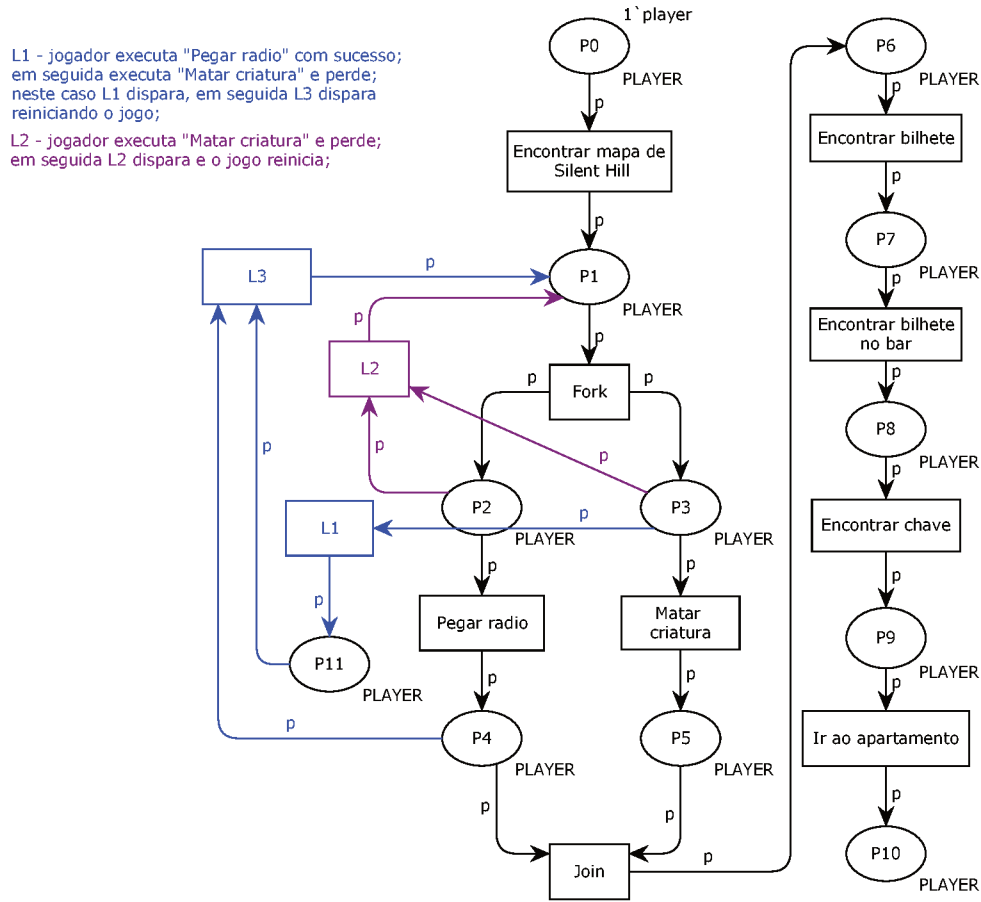 L1 - jogador executa "Pegar radio" com sucesso;
em seguida executa "Matar criatura" e perde;
neste caso L1 dispara, em seguida L3 dispara
reiniciando o jogo;
L2 - jogador executa "Matar criatura" e perde;
em seguida L2 dispara e o jogo reinicia;
1`player
P0
PLAYER
p
Encontrar mapa de
Silent Hill
p
L3
p
P1
PLAYER
p
p
L2
p
Fork
p
p
p
p
P2
PLAYER
P3
PLAYER
L1
p
p
p
p
p
Pegar radio
Matar
criatura
P11
PLAYER
p
p
p
P4
PLAYER
P5
PLAYER
p
p
Join
p
P6
PLAYER
p
Encontrar bilhete
p
P7
PLAYER
p
Encontrar bilhete
no bar
p
P8
PLAYER
p
Encontrar chave
p
P9
PLAYER
p
Ir ao apartamento
p
P10
PLAYER